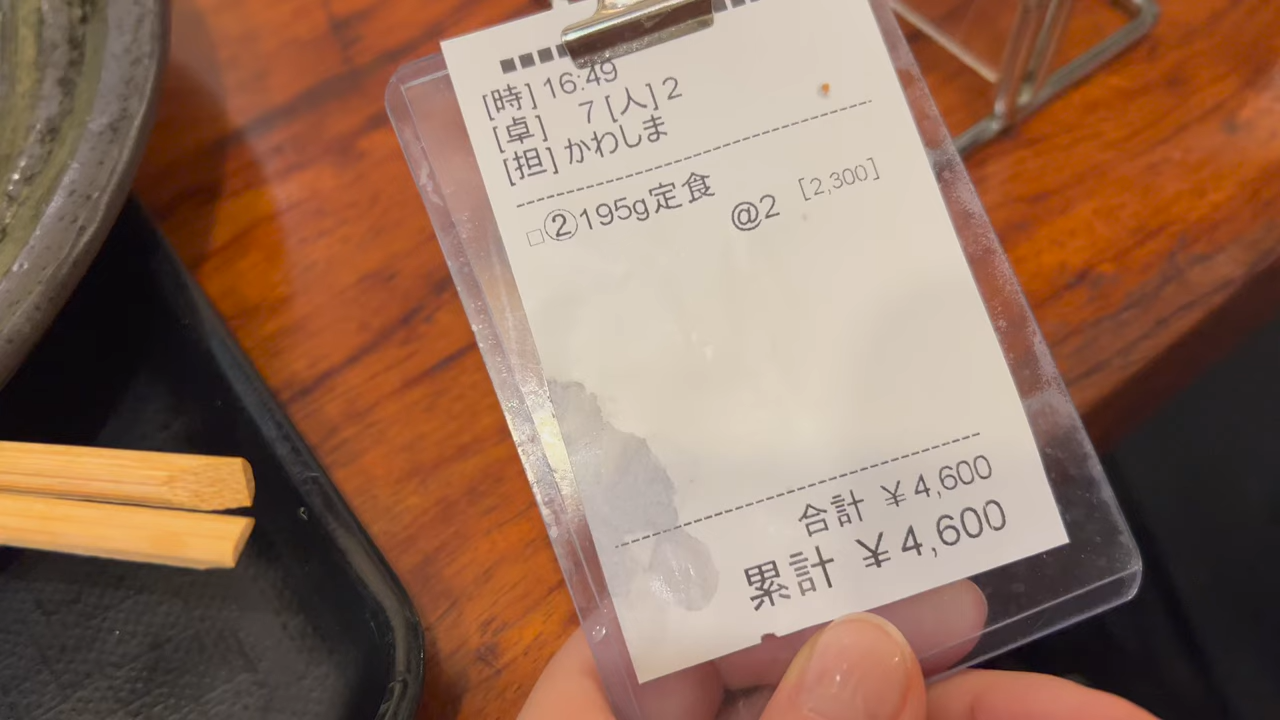 [時] 16:49
[卓] 7 [人] 2
[担] かわしま
□②195g定食
@2 [2,300]
合計 ￥4,600
累計 ￥4,600